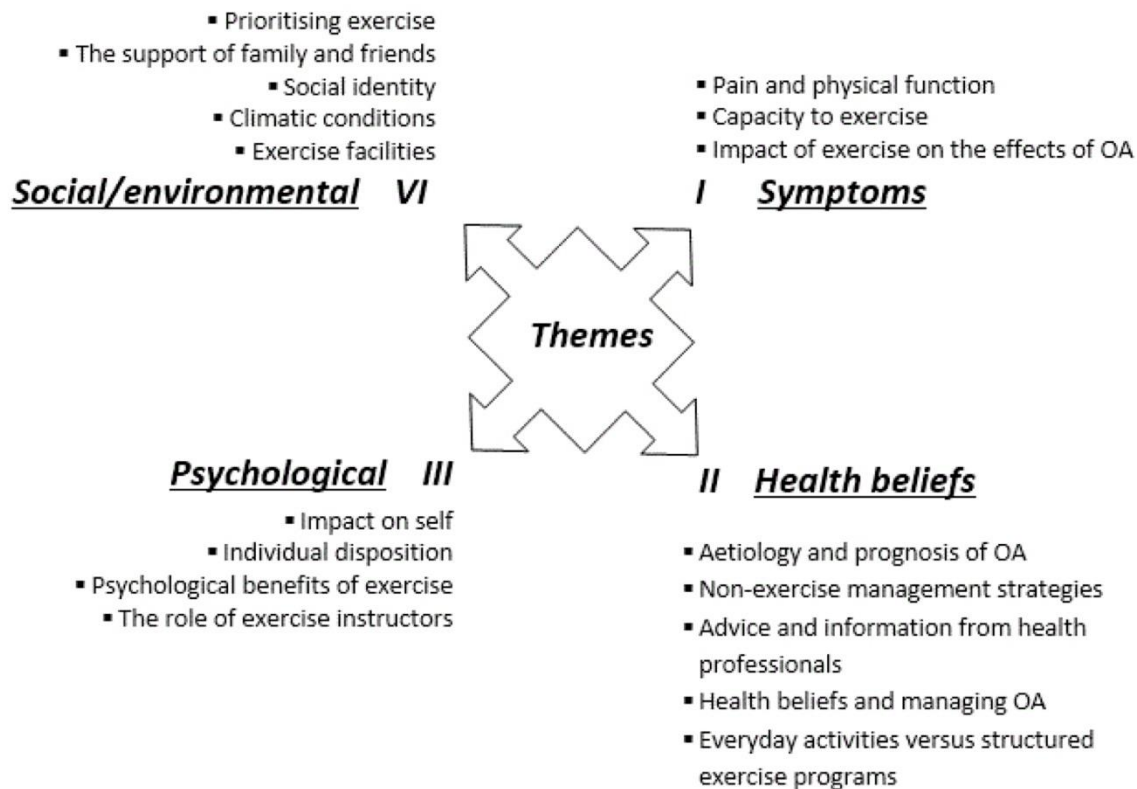 ▪ Prioritising exercise
▪ The support of family and friends
▪ Social identity
▪ Climatic conditions
▪ Exercise facilities
Social/environmental VI
▪ Pain and physical function
▪ Capacity to exercise
▪ Impact of exercise on the effects of OA
I Symptoms
Themes
Psychological III
▪ Impact on self
▪ Individual disposition
▪ Psychological benefits of exercise
▪ The role of exercise instructors
II Health beliefs
▪ Aetiology and prognosis of OA
▪ Non-exercise management strategies
▪ Advice and information from health
professionals
▪ Health beliefs and managing OA
▪ Everyday activities versus structured
exercise programs